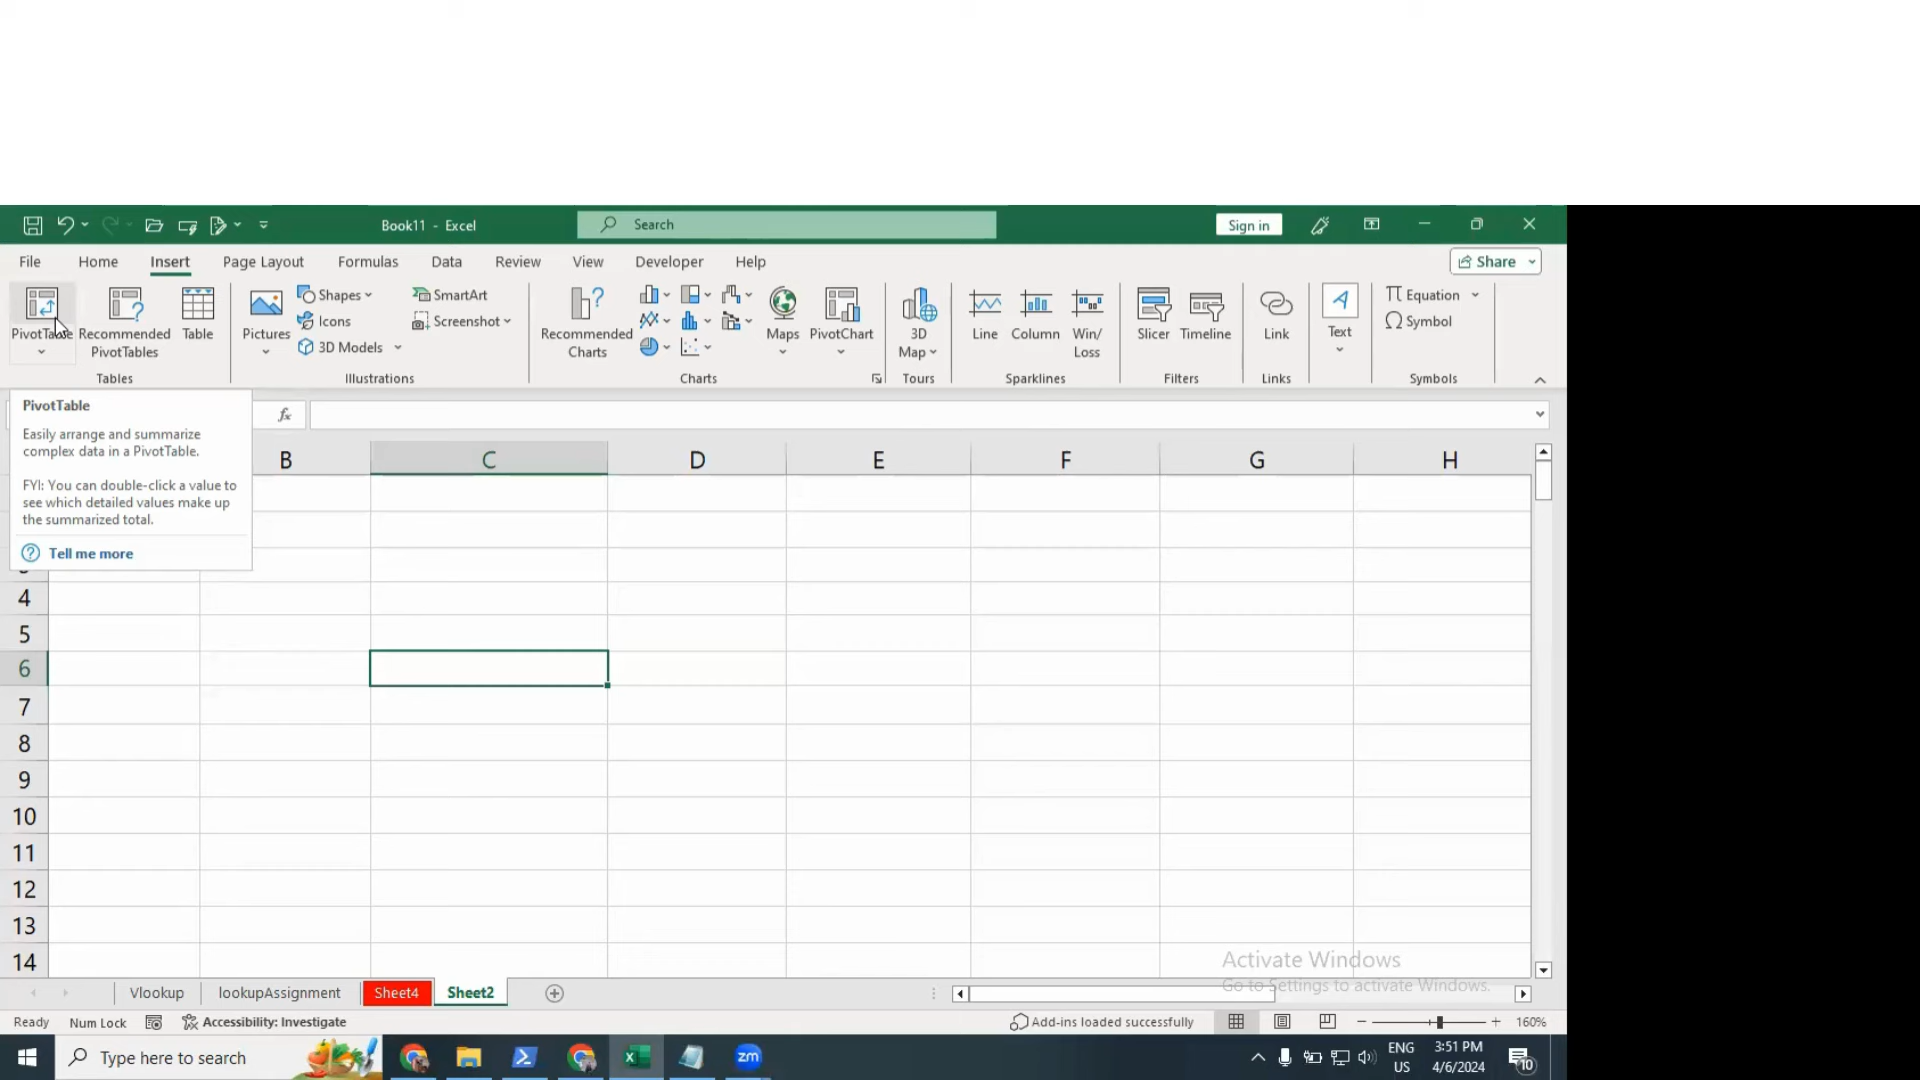 Book11 - Excel
Search
Sign in
File Home Insert Page Layout Formulas Data Review View Developer Help
Share
PivotTable
Recommended PivotTables
Table
Tables
Pictures
Shapes
Icons
3D Models
SmartArt
Screenshot
Illustrations
Recommended Charts
Maps
PivotChart
Charts
3D Map
Tours
Line
Column
Win/ Loss
Sparklines
Slicer
Timeline
Filters
Link
Links
Text
Equation
Symbol
Symbols
PivotTable
Easily arrange and summarize
complex data in a PivotTable.
FYI: You can double-click a value to
see which detailed values make up
the summarized total.
Tell me more
fx
B C D E F G H
4
5
6
7
8
9
10
11
12
13
14
Activate Windows
Go to Settings to activate Windows.
Vlookup lookupAssignment Sheet4 Sheet2
Ready Num Lock Accessibility: Investigate Add-ins loaded successfully 160%
Type here to search
zm
ENG
US
3:51 PM
4/6/2024
10